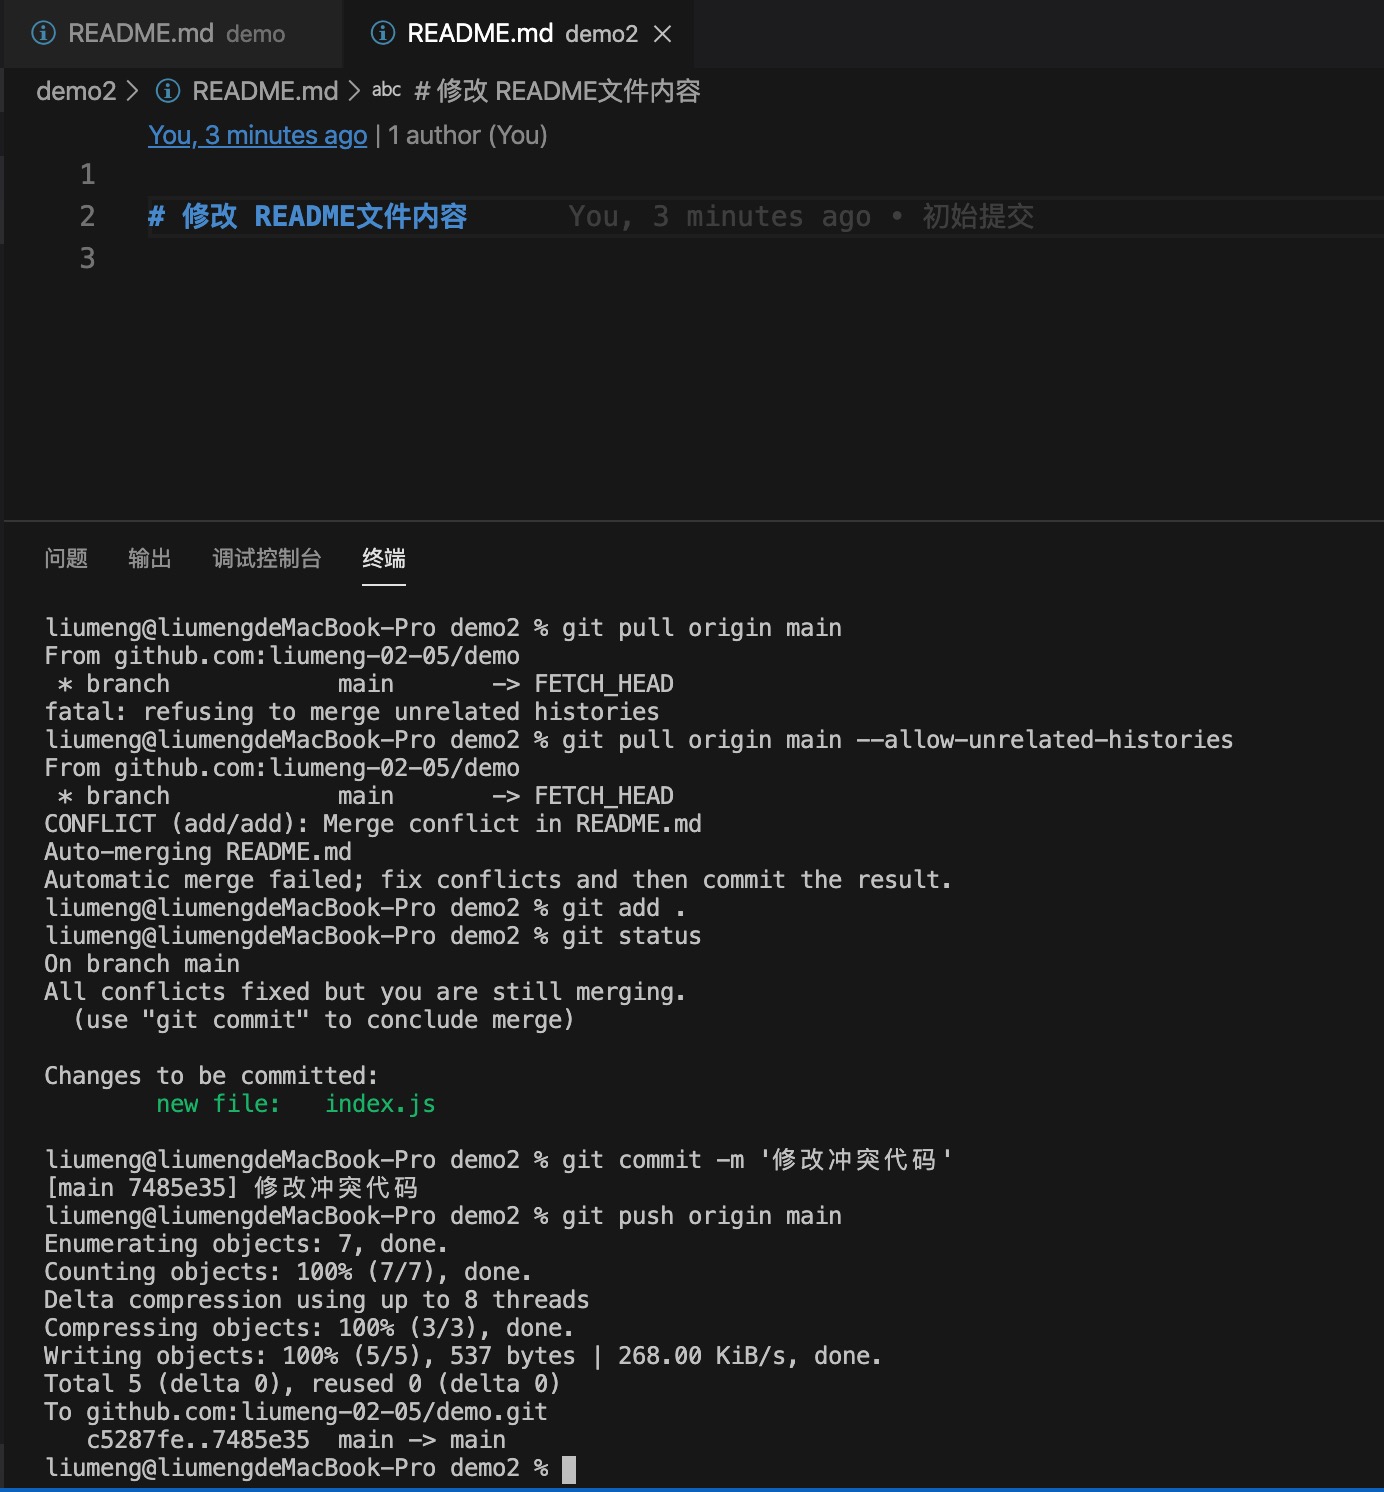 README.md demo README.md demo2
demo2 > README.md > abc # 修改 README文件内容
You, 3 minutes ago | 1 author (You)
1
2 # 修改 README文件内容 You, 3 minutes ago • 初始提交
3
问题 输出 调试控制台 终端
liumeng@liumengdeMacBook-Pro demo2 % git pull origin main
From github.com:liumeng-02-05/demo
 * branch            main       -> FETCH_HEAD
fatal: refusing to merge unrelated histories
liumeng@liumengdeMacBook-Pro demo2 % git pull origin main --allow-unrelated-histories
From github.com:liumeng-02-05/demo
 * branch            main       -> FETCH_HEAD
CONFLICT (add/add): Merge conflict in README.md
Auto-merging README.md
Automatic merge failed; fix conflicts and then commit the result.
liumeng@liumengdeMacBook-Pro demo2 % git add .
liumeng@liumengdeMacBook-Pro demo2 % git status
On branch main
All conflicts fixed but you are still merging.
  (use "git commit" to conclude merge)
Changes to be committed:
        new file:   index.js
liumeng@liumengdeMacBook-Pro demo2 % git commit -m '修改冲突代码'
[main 7485e35] 修改冲突代码
liumeng@liumengdeMacBook-Pro demo2 % git push origin main
Enumerating objects: 7, done.
Counting objects: 100% (7/7), done.
Delta compression using up to 8 threads
Compressing objects: 100% (3/3), done.
Writing objects: 100% (5/5), 537 bytes | 268.00 KiB/s, done.
Total 5 (delta 0), reused 0 (delta 0)
To github.com:liumeng-02-05/demo.git
   c5287fe..7485e35  main -> main
liumeng@liumengdeMacBook-Pro demo2 %